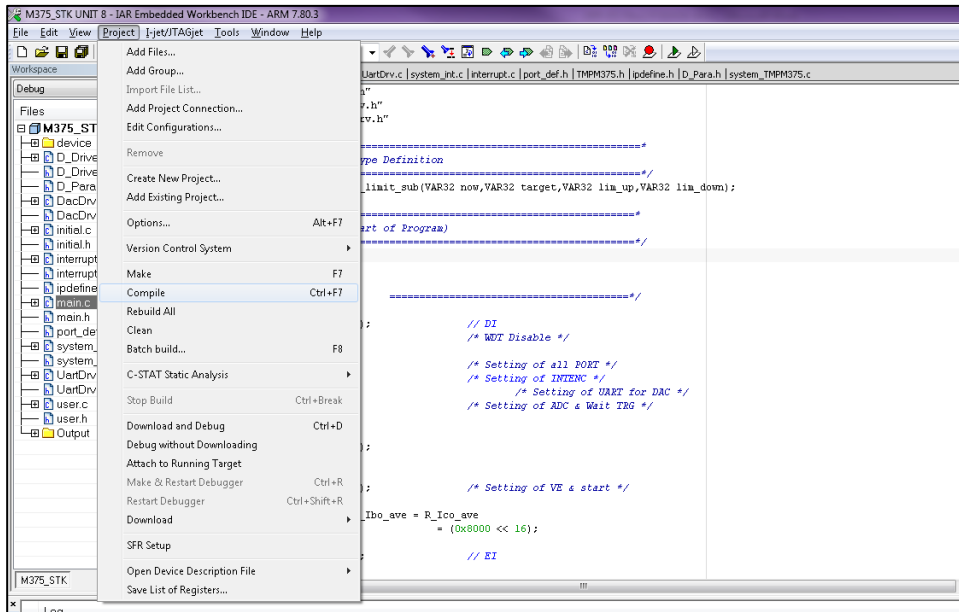 M375_STK UNIT 8 - IAR Embedded Workbench IDE - ARM 7.80.3
File Edit View Project I-jet/JTAGjet Tools Window Help
Workspace
UartDrv.c | system_int.c | interrupt.c | port_def.h | TMPM375.h | ipdefine.h | D_Para.h | system_TMPM375.c
Debug
Files
M375_ST
device
D_Drive
D_Drive
D_Para
DacDrv
DacDrv
initial.c
initial.h
interrupt
interrupt
ipdefine
main.c
main.h
port_de
system_
system_
UartDrv
UartDrv
user.c
user.h
Output
M375_STK
Add Files...
Add Group...
Import File List...
Add Project Connection...
Edit Configurations...
Remove
Create New Project...
Add Existing Project...
Options... Alt+F7
Version Control System
Make F7
Compile Ctrl+F7
Rebuild All
Clean
Batch build... F8
C-STAT Static Analysis
Stop Build Ctrl+Break
Download and Debug Ctrl+D
Debug without Downloading
Attach to Running Target
Make & Restart Debugger Ctrl+R
Restart Debugger Ctrl+Shift+R
Download
SFR Setup
Open Device Description File
Save List of Registers...
v.h"
rv.h"
===========================================*
ype Definition
===========================================*/
_limit_sub(VAR32 now,VAR32 target,VAR32 lim_up,VAR32 lim_down);
===========================================*
art of Program)
===========================================*/
========================================*/
); // DI
/* WDT Disable */
/* Setting of all PORT */
/* Setting of INTENC */
/* Setting of UART for DAC */
/* Setting of ADC & Wait TRG */
);
); /* Setting of VE & start */
_Ibo_ave = R_Ico_ave
= (0x8000 << 16);
; // EI